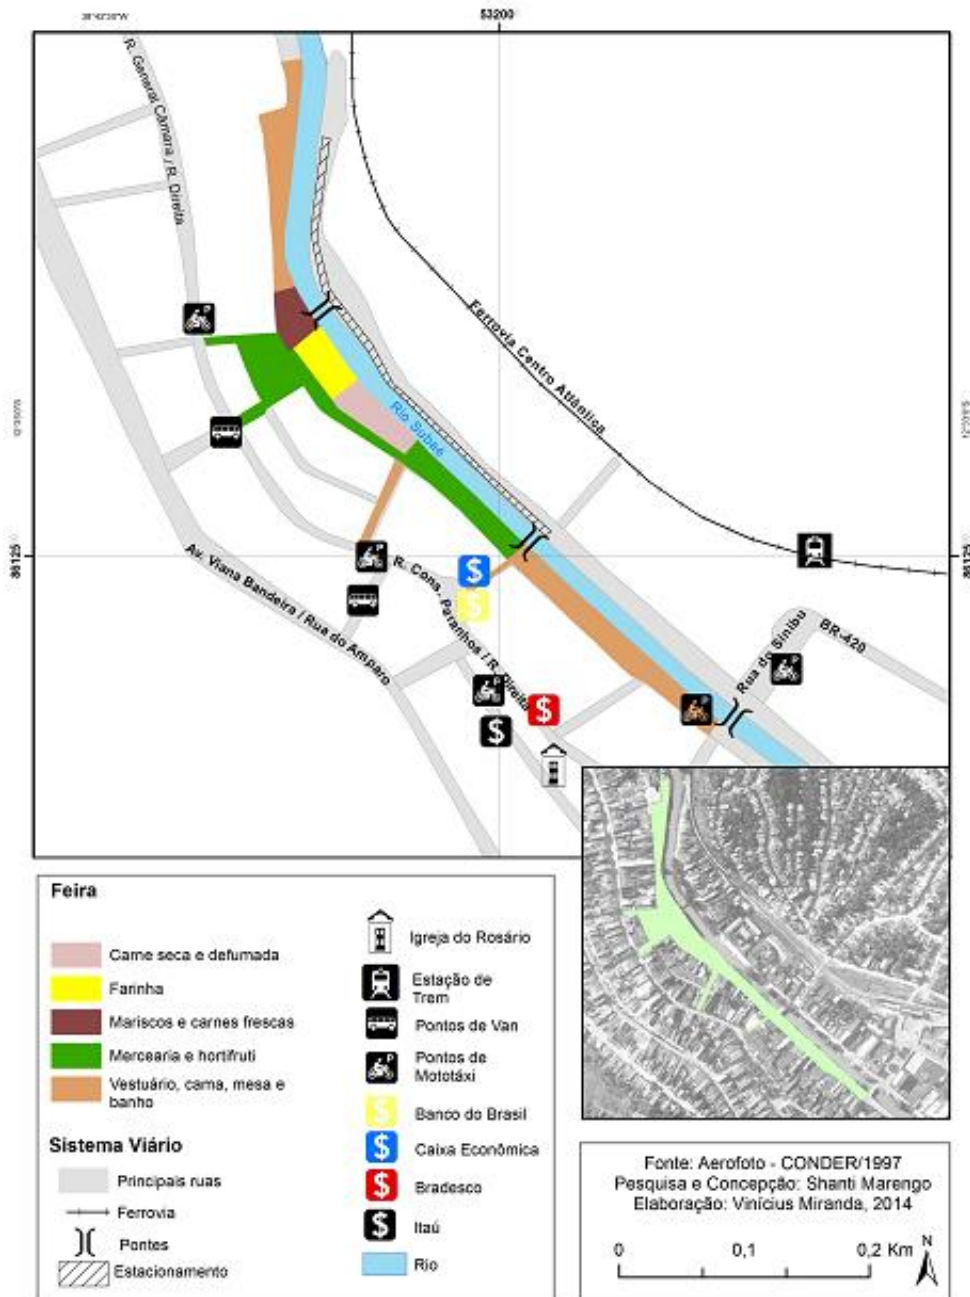 53200
R. General Câmara / R. Direita
Ferrovia Centro Atlântica
Rio Subaé
86125
86125
Av. Viana Bandeira / Rua do Amparo
R. Cons. Paranhos / R. Direita
Rua do Sinibu
BR-420
Feira
Carne seca e defumada
Farinha
Mariscos e carnes frescas
Mercearia e hortifruti
Vestuário, cama, mesa e
banho
Sistema Viário
Principais ruas
Ferrovia
Pontes
Estacionamento
Igreja do Rosário
Estação de
Trem
Pontos de Van
Pontos de
Mototáxi
Banco do Brasil
Caixa Econômica
Bradesco
Itaú
Rio
Fonte: Aerofoto - CONDER/1997
Pesquisa e Concepção: Shanti Marengo
Elaboração: Vinícius Miranda, 2014
0 0,1 0,2 Km
N